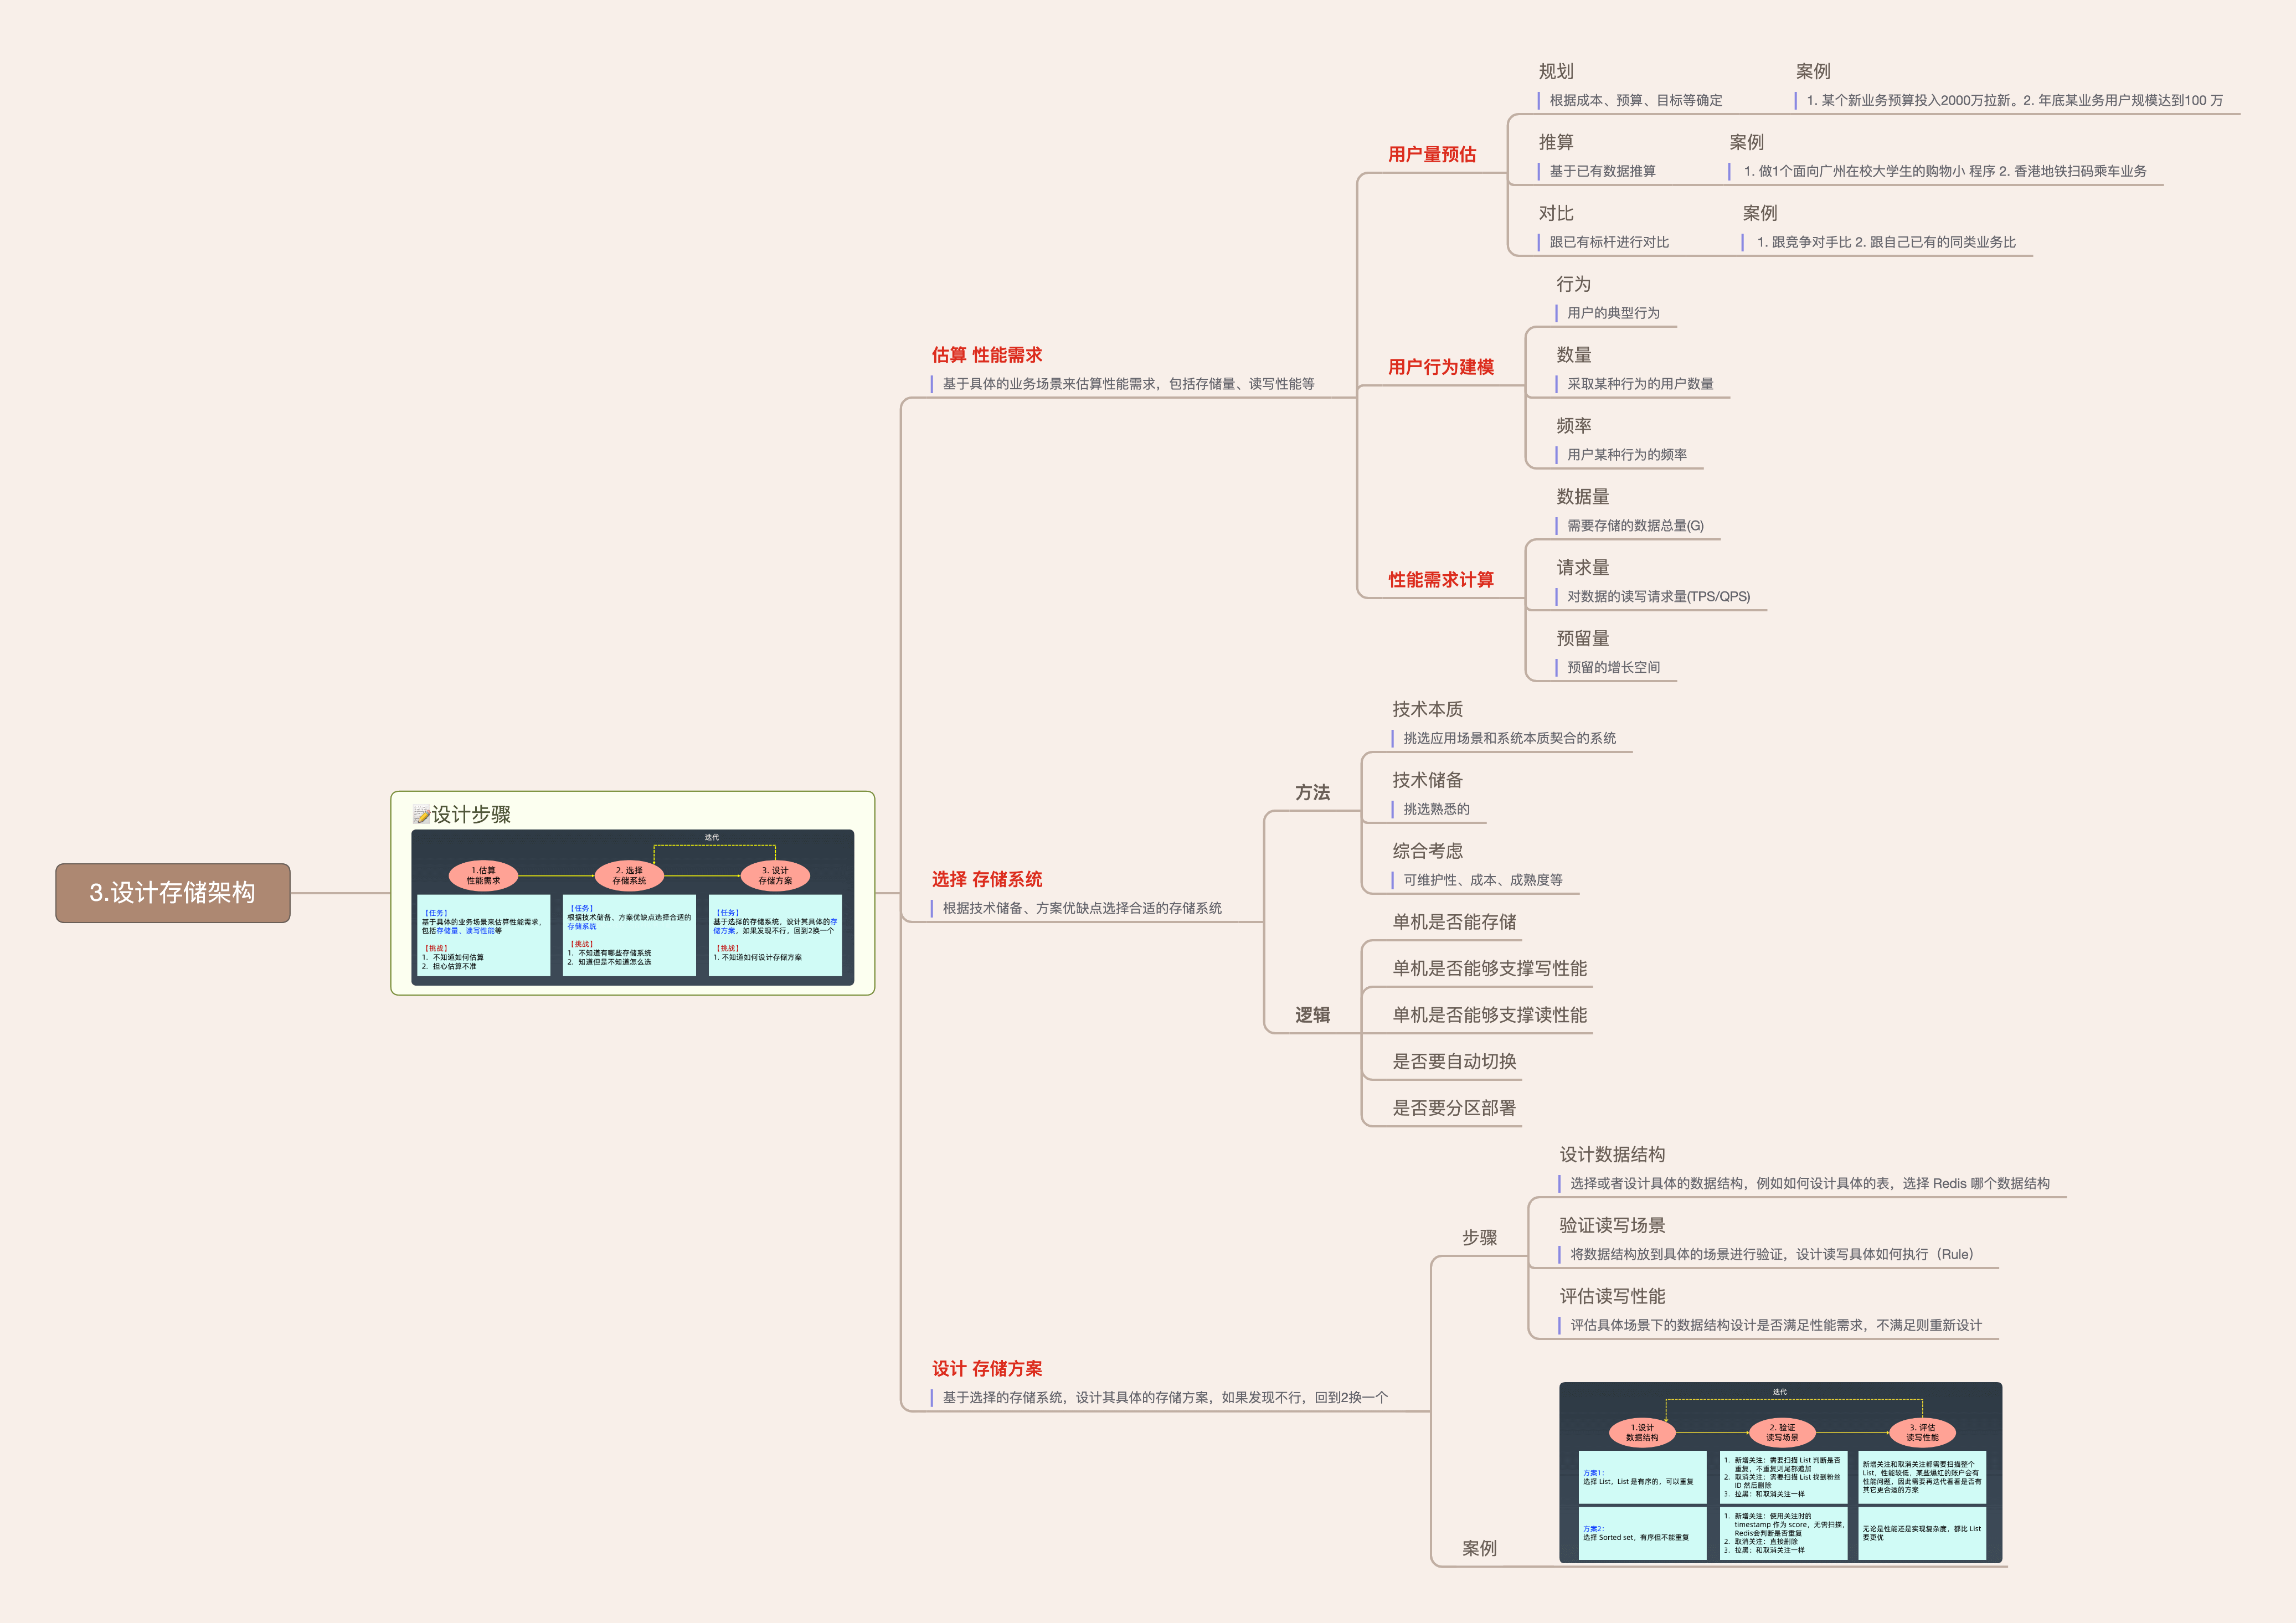 3.设计存储架构
📝设计步骤
迭代
1.估算
性能需求
2. 选择
存储系统
3. 设计
存储方案
【任务】
基于具体的业务场景来估算性能需求，
包括存储量、读写性能等
【挑战】
1. 不知道如何估算
2. 担心估算不准
【任务】
根据技术储备、方案优缺点选择合适的
存储系统
【挑战】
1. 不知道有哪些存储系统
2. 知道但是不知道怎么选
【任务】
基于选择的存储系统，设计其具体的存
储方案，如果发现不行，回到2换一个
【挑战】
1. 不知道如何设计存储方案
估算 性能需求
基于具体的业务场景来估算性能需求，包括存储量、读写性能等
用户量预估
规划
根据成本、预算、目标等确定
案例
1. 某个新业务预算投入2000万拉新。2. 年底某业务用户规模达到100 万
推算
基于已有数据推算
案例
1. 做1个面向广州在校大学生的购物小 程序 2. 香港地铁扫码乘车业务
对比
跟已有标杆进行对比
案例
1. 跟竞争对手比 2. 跟自己已有的同类业务比
用户行为建模
行为
用户的典型行为
数量
采取某种行为的用户数量
频率
用户某种行为的频率
性能需求计算
数据量
需要存储的数据总量(G)
请求量
对数据的读写请求量(TPS/QPS)
预留量
预留的增长空间
选择 存储系统
根据技术储备、方案优缺点选择合适的存储系统
方法
技术本质
挑选应用场景和系统本质契合的系统
技术储备
挑选熟悉的
综合考虑
可维护性、成本、成熟度等
逻辑
单机是否能存储
单机是否能够支撑写性能
单机是否能够支撑读性能
是否要自动切换
是否要分区部署
设计 存储方案
基于选择的存储系统，设计其具体的存储方案，如果发现不行，回到2换一个
步骤
设计数据结构
选择或者设计具体的数据结构，例如如何设计具体的表，选择 Redis 哪个数据结构
验证读写场景
将数据结构放到具体的场景进行验证，设计读写具体如何执行（Rule）
评估读写性能
评估具体场景下的数据结构设计是否满足性能需求，不满足则重新设计
案例
迭代
1.设计
数据结构
2. 验证
读写场景
3. 评估
读写性能
方案1：
选择 List，List 是有序的，可以重复
1. 新增关注：需要扫描 List 判断是否
重复，不重复则尾部追加
2. 取消关注：需要扫描 List 找到粉丝
ID 然后删除
3. 拉黑：和取消关注一样
新增关注和取消关注都需要扫描整个
List，性能较低，某些爆红的账户会有
性能问题，因此需要再迭代看看是否有
其它更合适的方案
方案2：
选择 Sorted set，有序但不能重复
1. 新增关注：使用关注时的
timestamp 作为 score，无需扫描，
Redis会判断是否重复
2. 取消关注：直接删除
3. 拉黑：和取消关注一样
无论是性能还是实现复杂度，都比 List
要更优